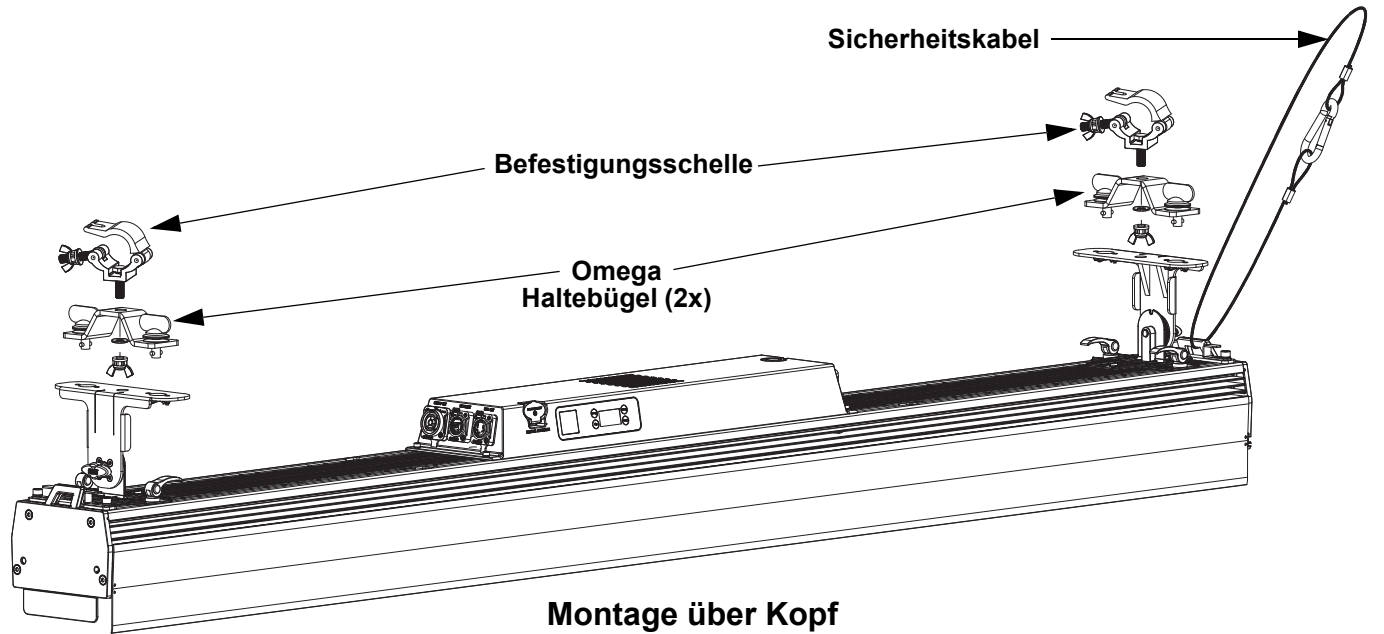 Sicherheitskabel
Befestigungsschelle
Omega
Haltebügel (2x)
Montage über Kopf